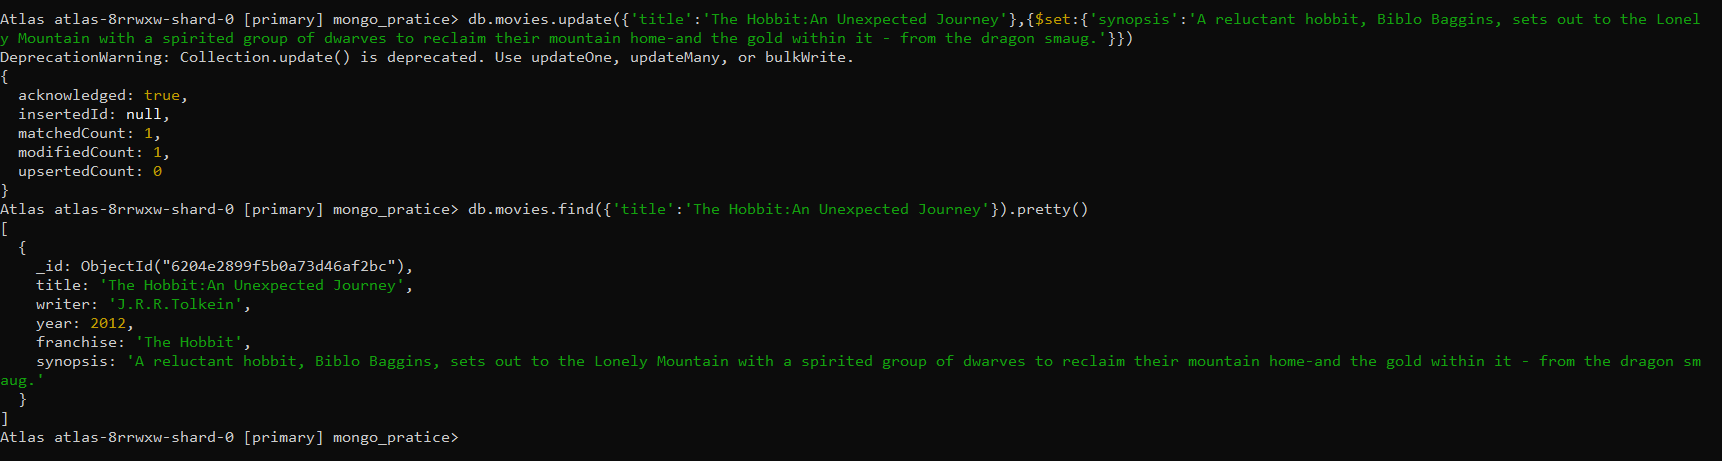 Atlas atlas-8rrwxw-shard-0 [primary] mongo_pratice> db.movies.update({'title':'The Hobbit:An Unexpected Journey'},{$set:{'synopsis':'A reluctant hobbit, Biblo Baggins, sets out to the Lonel
y Mountain with a spirited group of dwarves to reclaim their mountain home-and the gold within it - from the dragon smaug.'}})
DeprecationWarning: Collection.update() is deprecated. Use updateOne, updateMany, or bulkWrite.
{
  acknowledged: true,
  insertedId: null,
  matchedCount: 1,
  modifiedCount: 1,
  upsertedCount: 0
}
Atlas atlas-8rrwxw-shard-0 [primary] mongo_pratice> db.movies.find({'title':'The Hobbit:An Unexpected Journey'}).pretty()
[
  {
    _id: ObjectId("6204e2899f5b0a73d46af2bc"),
    title: 'The Hobbit:An Unexpected Journey',
    writer: 'J.R.R.Tolkein',
    year: 2012,
    franchise: 'The Hobbit',
    synopsis: 'A reluctant hobbit, Biblo Baggins, sets out to the Lonely Mountain with a spirited group of dwarves to reclaim their mountain home-and the gold within it - from the dragon sm
aug.'
  }
]
Atlas atlas-8rrwxw-shard-0 [primary] mongo_pratice>